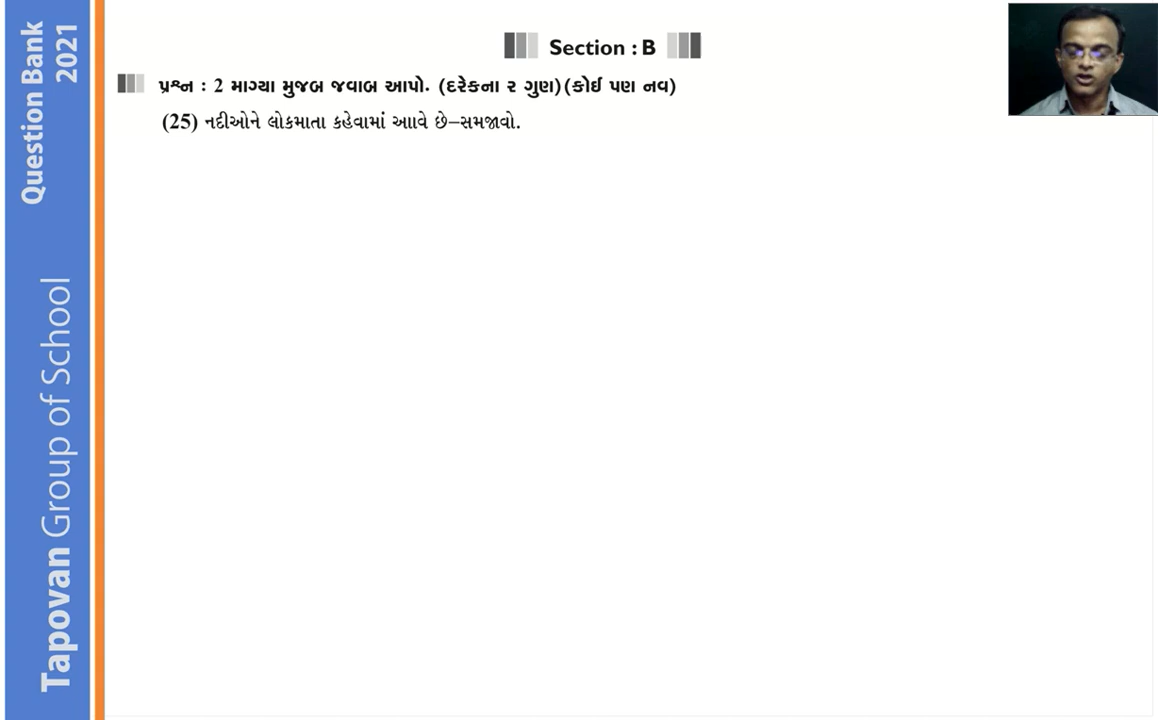 Question Bank
2021
Tapovan Group of School
Section : B
પ્રશ્ન : 2 માગ્યા મુજબ જવાબ આપો. (દરેકના ૨ ગુણ)(કોઈ પણ નવ)
(25) નદીઓને લોકમાતા કહેવામાં આાવે છે–સમજાવો.